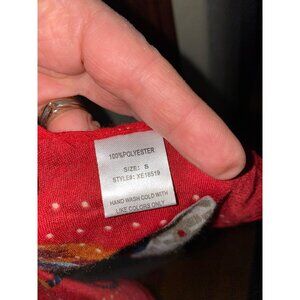 100%POLYESTER
SIZE: S
STYLE#: XE18519
HAND WASH COLD WITH
LIKE COLORS ONLY